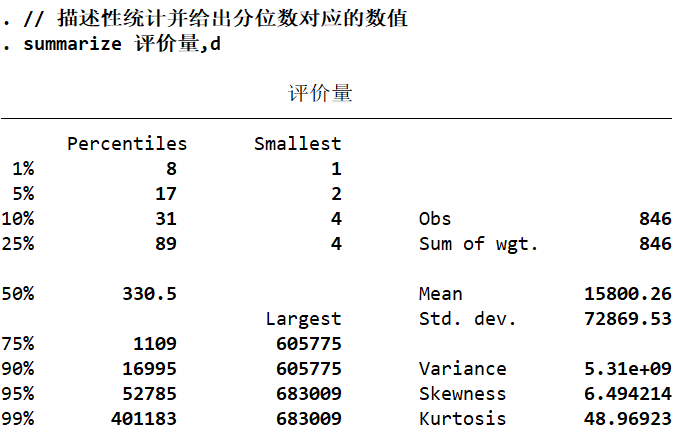 . // 描述性统计并给出分位数对应的数值
. summarize 评价量,d
评价量
Percentiles Smallest
1% 8 1
5% 17 2
10% 31 4 Obs 846
25% 89 4 Sum of wgt. 846
50% 330.5 Mean 15800.26
Largest Std. dev. 72869.53
75% 1109 605775
90% 16995 605775 Variance 5.31e+09
95% 52785 683009 Skewness 6.494214
99% 401183 683009 Kurtosis 48.96923